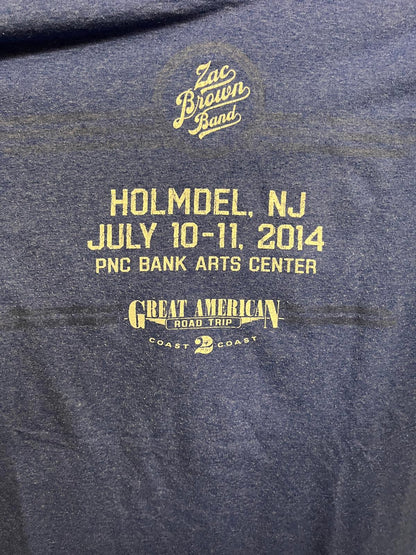 Zac
Brown
Band
HOLMDEL, NJ
JULY 10-11, 2014
PNC BANK ARTS CENTER
GREAT AMERICAN
ROAD TRIP
COAST 2 COAST